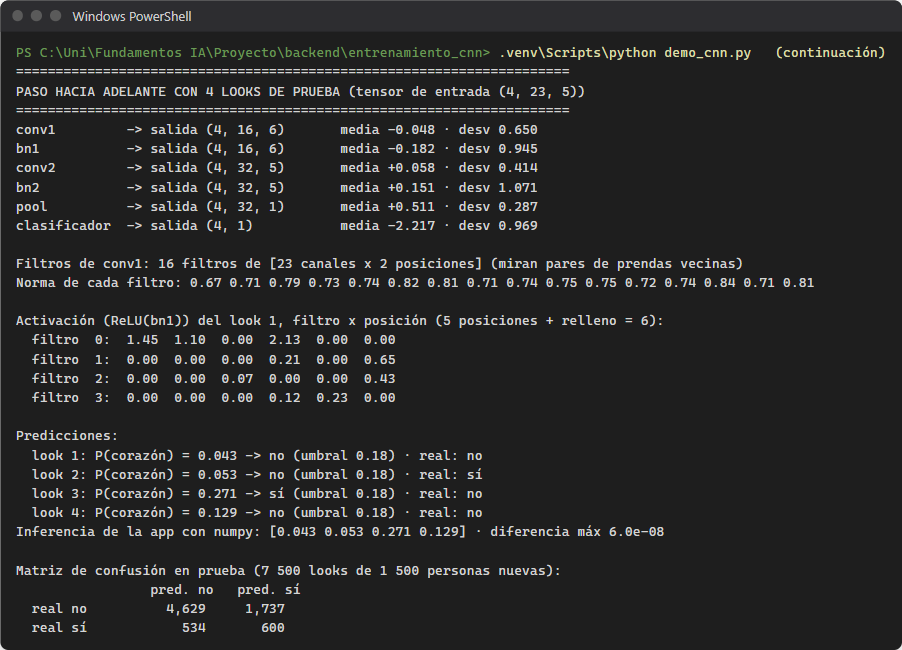 Windows PowerShell
PS C:\Uni\Fundamentos IA\Proyecto\backend\entrenamiento_cnn> .venv\Scripts\python demo_cnn.py   (continuación)
======================================================================
PASO HACIA ADELANTE CON 4 LOOKS DE PRUEBA (tensor de entrada (4, 23, 5))
======================================================================
conv1         -> salida (4, 16, 6)       media -0.048 · desv 0.650
bn1           -> salida (4, 16, 6)       media -0.182 · desv 0.945
conv2         -> salida (4, 32, 5)       media +0.058 · desv 0.414
bn2           -> salida (4, 32, 5)       media +0.151 · desv 1.071
pool          -> salida (4, 32, 1)       media +0.511 · desv 0.287
clasificador  -> salida (4, 1)           media -2.217 · desv 0.969
Filtros de conv1: 16 filtros de [23 canales x 2 posiciones] (miran pares de prendas vecinas)
Norma de cada filtro: 0.67 0.71 0.79 0.73 0.74 0.82 0.81 0.71 0.74 0.75 0.75 0.72 0.74 0.84 0.71 0.81
Activación (ReLU(bn1)) del look 1, filtro x posición (5 posiciones + relleno = 6):
  filtro  0:  1.45  1.10  0.00  2.13  0.00  0.00
  filtro  1:  0.00  0.00  0.00  0.21  0.00  0.65
  filtro  2:  0.00  0.00  0.07  0.00  0.00  0.43
  filtro  3:  0.00  0.00  0.00  0.12  0.23  0.00
Predicciones:
  look 1: P(corazón) = 0.043 -> no (umbral 0.18) · real: no
  look 2: P(corazón) = 0.053 -> no (umbral 0.18) · real: sí
  look 3: P(corazón) = 0.271 -> sí (umbral 0.18) · real: no
  look 4: P(corazón) = 0.129 -> no (umbral 0.18) · real: no
Inferencia de la app con numpy: [0.043 0.053 0.271 0.129] · diferencia máx 6.0e-08
Matriz de confusión en prueba (7 500 looks de 1 500 personas nuevas):
                 pred. no   pred. sí
  real no          4,629     1,737
  real sí            534       600